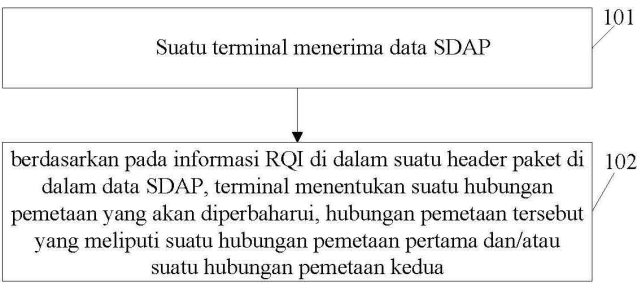 101
Suatu terminal menerima data SDAP
102
berdasarkan pada informasi RQI di dalam suatu header paket di
dalam data SDAP, terminal menentukan suatu hubungan
pemetaan yang akan diperbaharui, hubungan pemetaan tersebut
yang meliputi suatu hubungan pemetaan pertama dan/atau
suatu hubungan pemetaan kedua